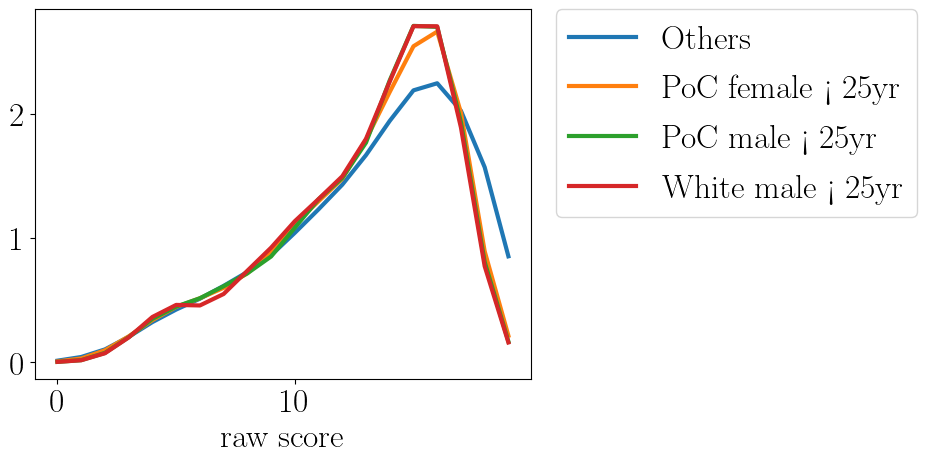 2
1
0
0
10
raw score
Others
PoC female ¡ 25yr
PoC male ¡ 25yr
White male ¡ 25yr